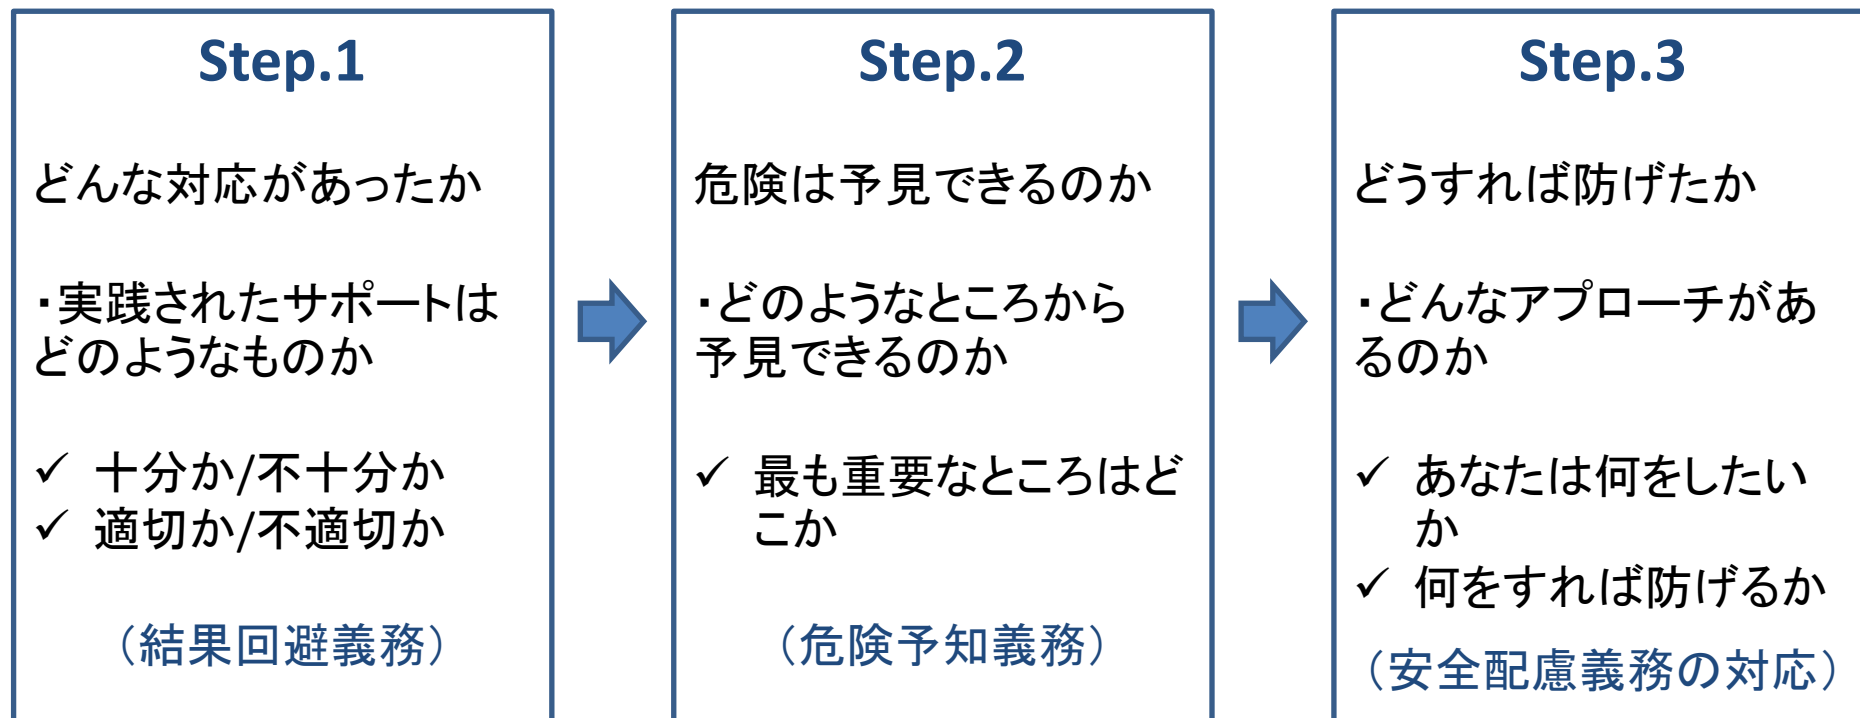 Step.1
どんな対応があったか
・実践されたサポートは
どのようなものか
✓ 十分か/不十分か
✓ 適切か/不適切か
（結果回避義務）
Step.2
危険は予見できるのか
・どのようなところから
予見できるのか
✓ 最も重要なところはど
こか
（危険予知義務）
Step.3
どうすれば防げたか
・どんなアプローチがあ
るのか
✓ あなたは何をしたい
か
✓ 何をすれば防げるか
（安全配慮義務の対応）